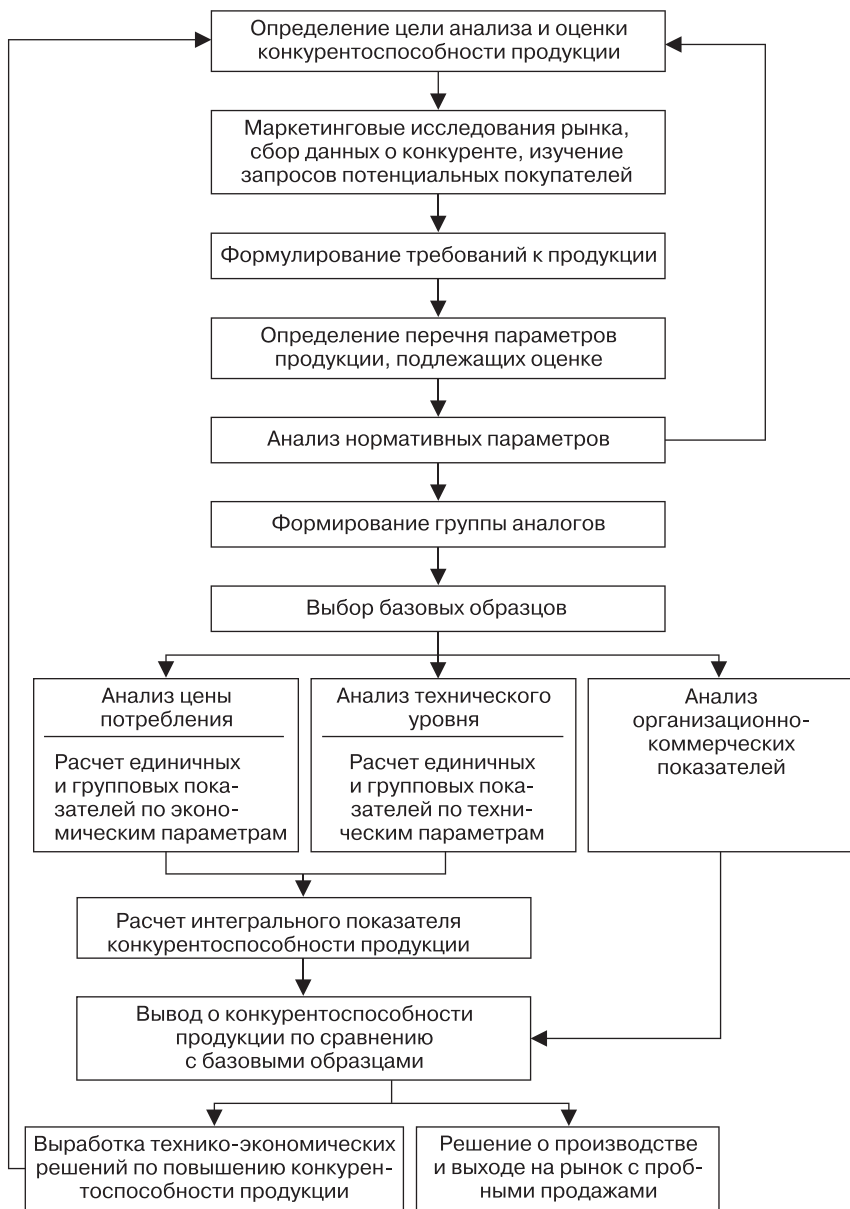 Определение цели анализа и оценки
конкурентоспособности продукции
Маркетинговые исследования рынка,
сбор данных о конкуренте, изучение
запросов потенциальных покупателей
Формулирование требований к продукции
Определение перечня параметров
продукции, подлежащих оценке
Анализ нормативных параметров
Формирование группы аналогов
Выбор базовых образцов
Анализ цены
потребления
Расчет единичных
и групповых пока-
зателей по эконо-
мическим параметрам
Анализ технического
уровня
Расчет единичных
и групповых пока-
зателей по техни-
ческим параметрам
Анализ
организационно-
коммерческих
показателей
Расчет интегрального показателя
конкурентоспособности продукции
Вывод о конкурентоспособности
продукции по сравнению
с базовыми образцами
Выработка технико-экономических
решений по повышению конкурен-
тоспособности продукции
Решение о производстве
и выходе на рынок с проб-
ными продажами